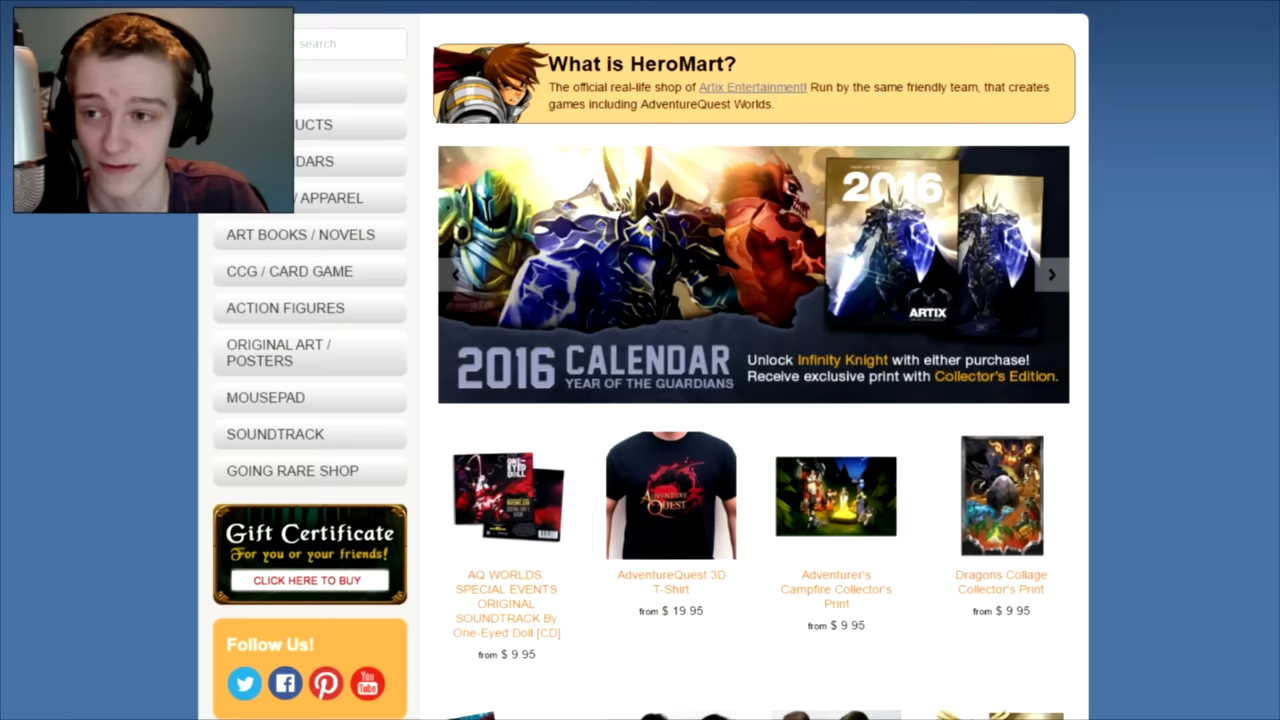 search
UCTS
DARS
/ APPAREL
ART BOOKS / NOVELS
CCG / CARD GAME
ACTION FIGURES
ORIGINAL ART /
POSTERS
MOUSEPAD
SOUNDTRACK
GOING RARE SHOP
Gift Certificate
For you or your friends!
CLICK HERE TO BUY
Follow Us!
You
Tube
What is HeroMart?
The official real-life shop of Artix Entertainment! Run by the same friendly team, that creates
games including AdventureQuest Worlds.
2016
ARTIX
2016 CALENDAR
YEAR OF THE GUARDIANS
Unlock Infinity Knight with either purchase!
Receive exclusive print with Collector's Edition.
ADVENTURE
QUEST
AQ WORLDS:
SPECIAL EVENTS
ORIGINAL
SOUNDTRACK By
One-Eyed Doll [CD]
from $ 9.95
AdventureQuest 3D
T-Shirt
from $ 19.95
Adventurer's
Campfire Collector's
Print
from $ 9.95
Dragons Collage
Collector's Print
from $ 9.95